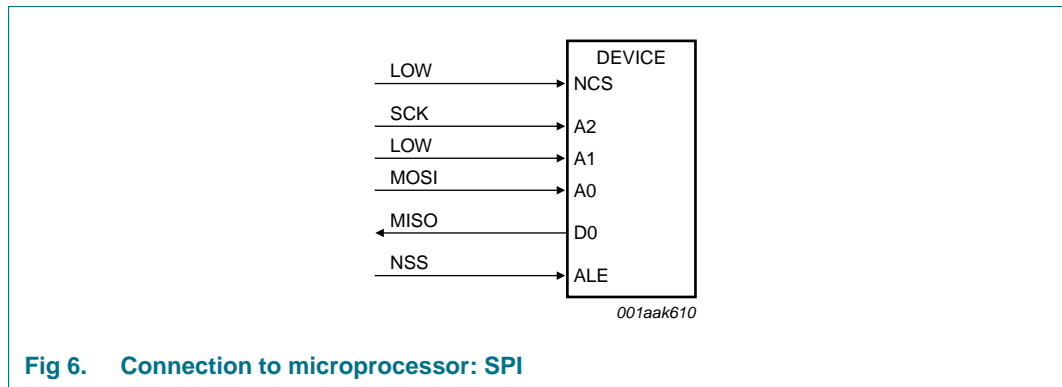 DEVICE
LOW
NCS
SCK
A2
LOW
A1
MOSI
A0
MISO
D0
NSS
ALE
001aak610
Fig 6. Connection to microprocessor: SPI